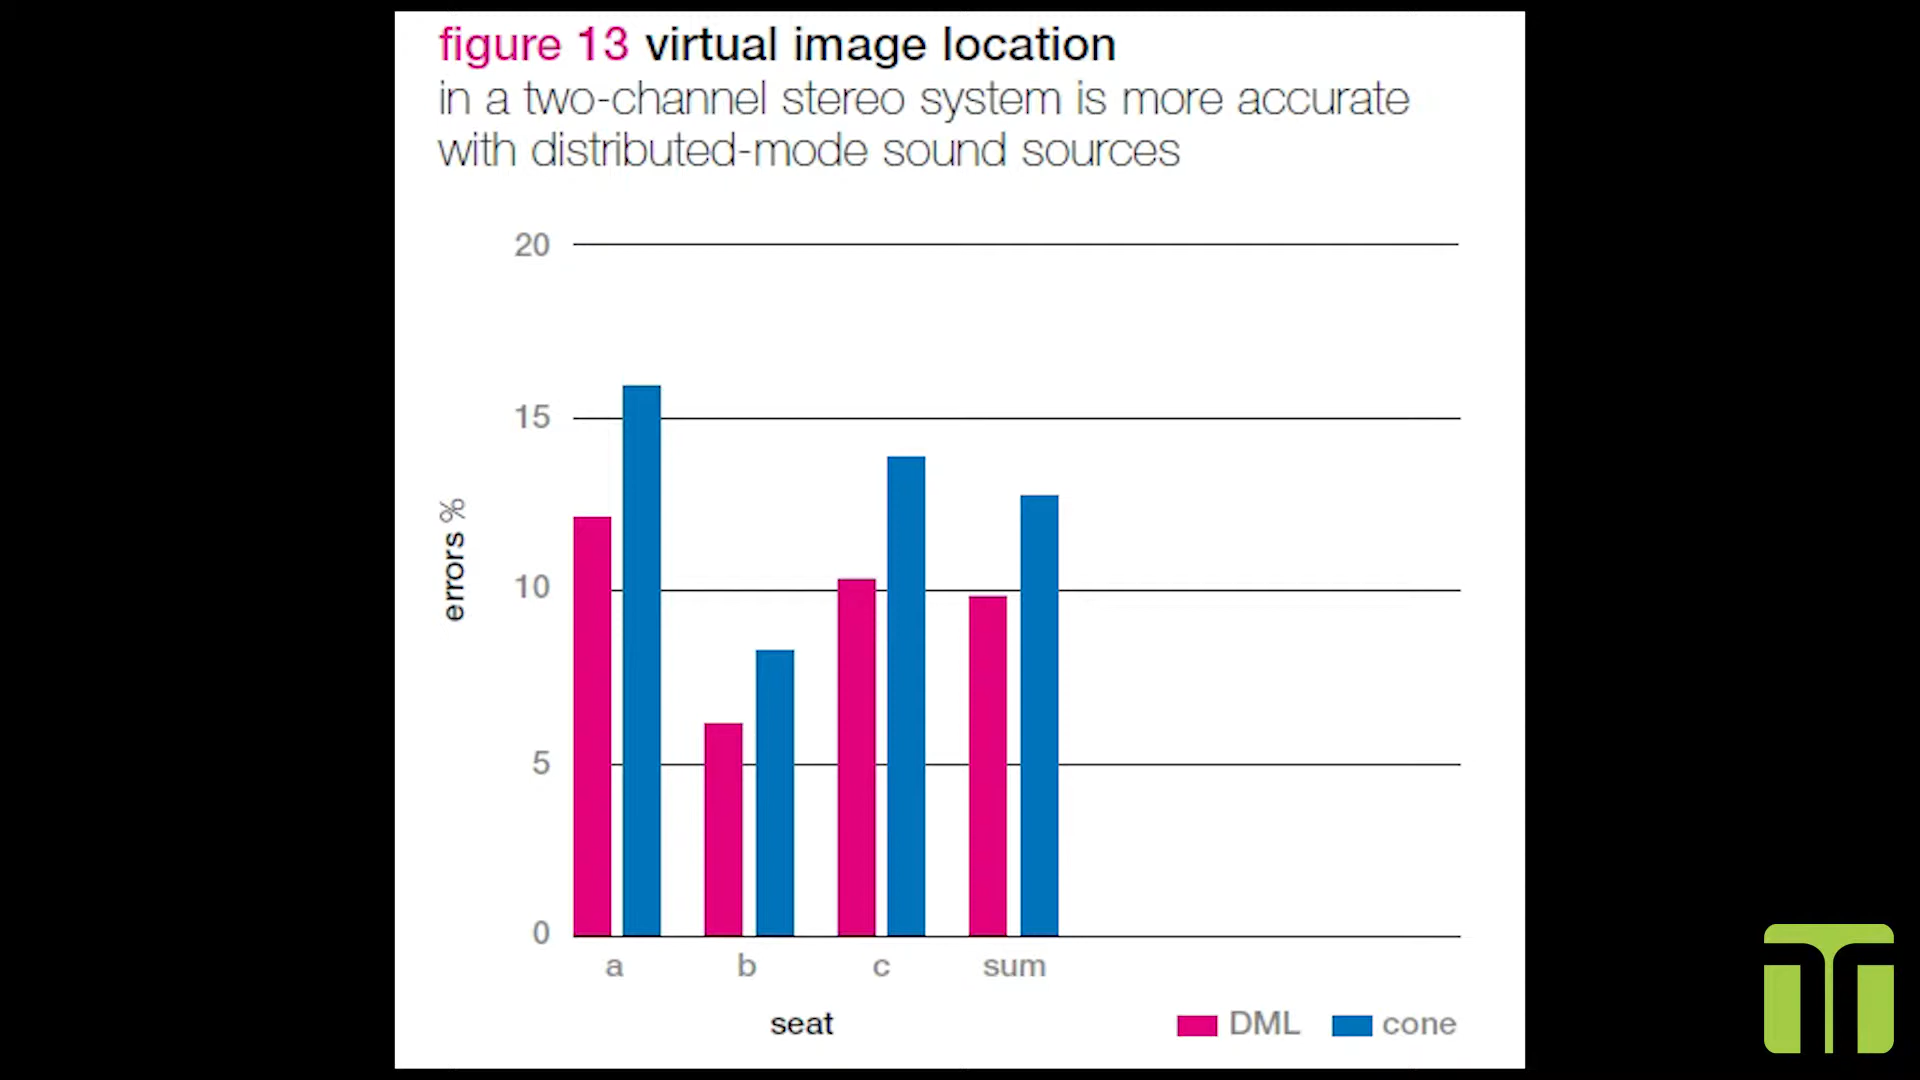 figure 13 virtual image location
in a two-channel stereo system is more accurate
with distributed-mode sound sources
20
15
10
5
0
errors %
a b c sum
seat
DML cone